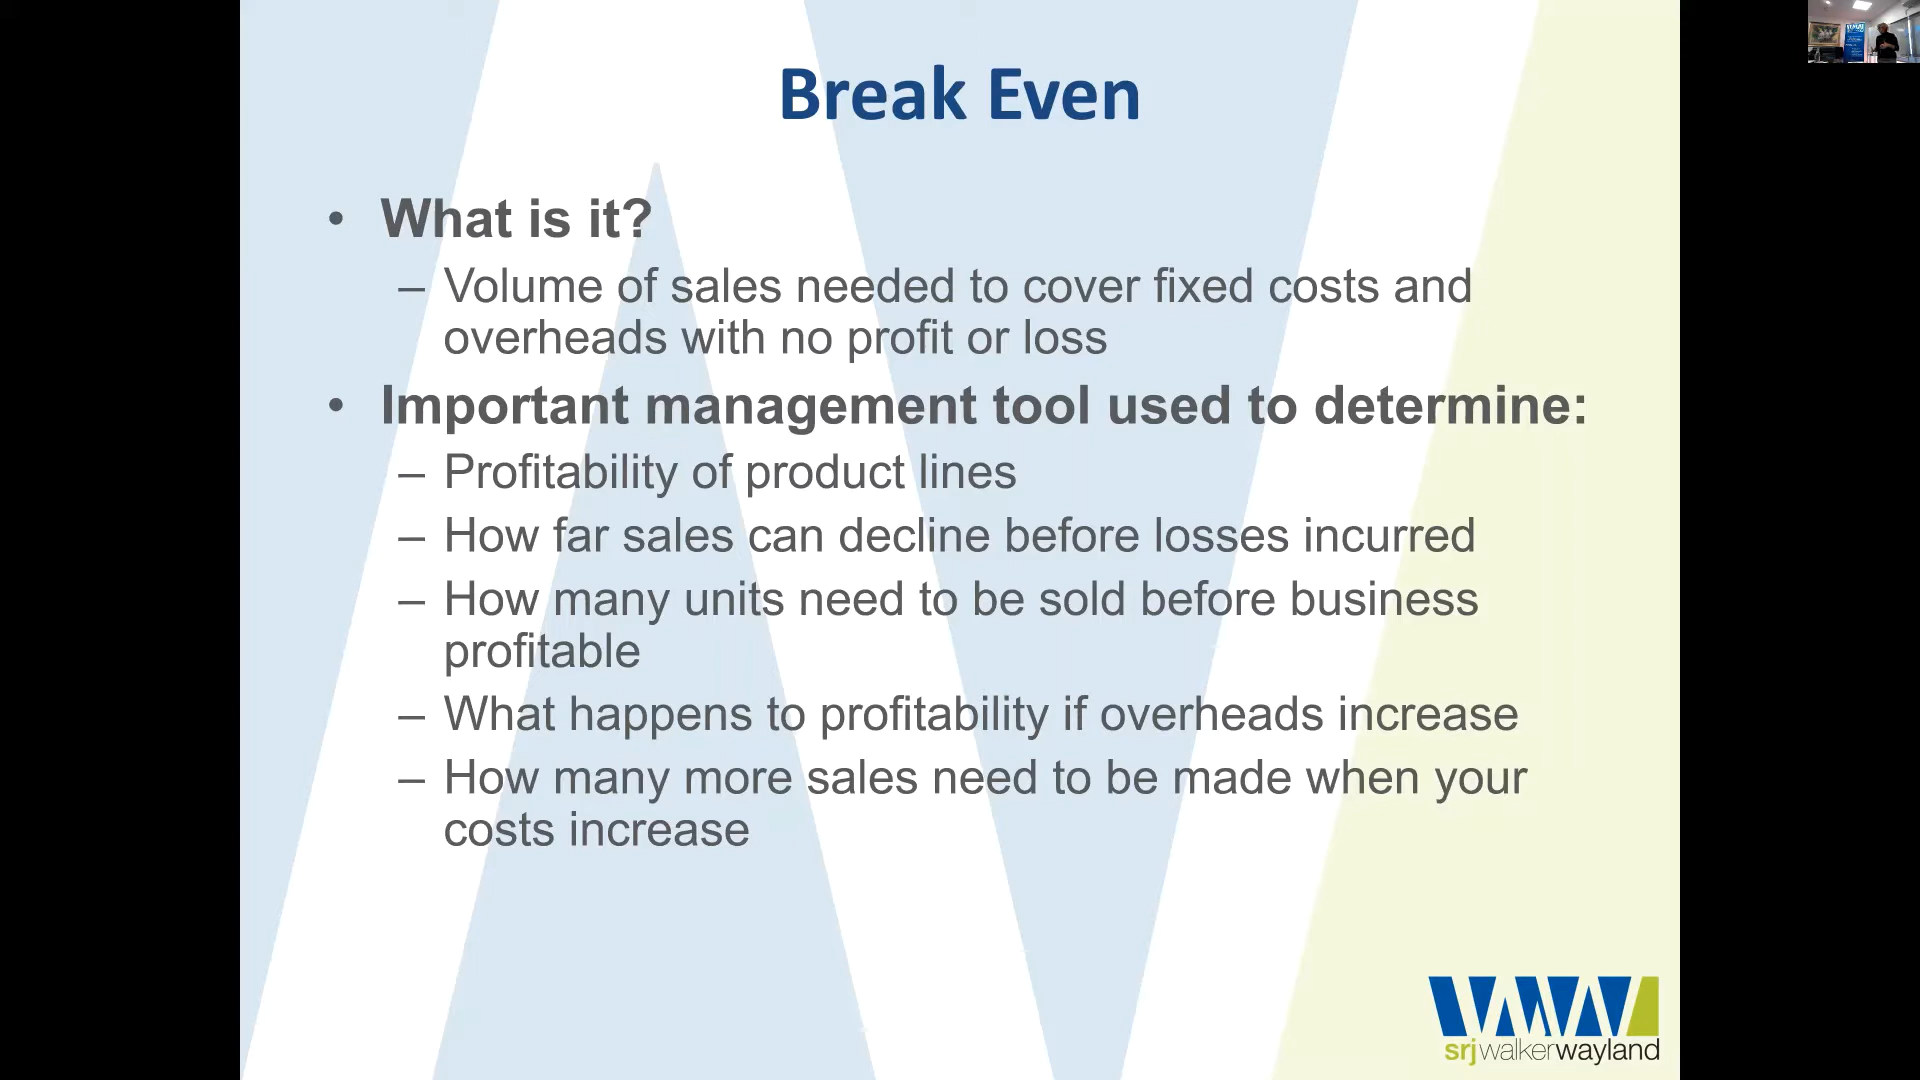 Break Even
• What is it?
– Volume of sales needed to cover fixed costs and
overheads with no profit or loss
• Important management tool used to determine:
– Profitability of product lines
– How far sales can decline before losses incurred
– How many units need to be sold before business
profitable
– What happens to profitability if overheads increase
– How many more sales need to be made when your
costs increase
srjwalkerwayland